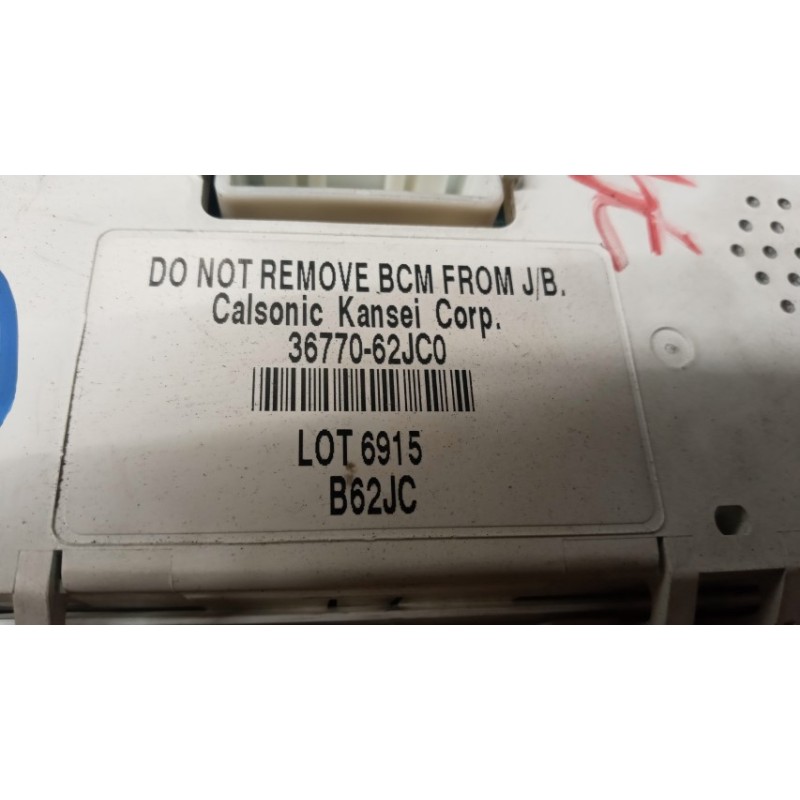 DO NOT REMOVE BCM FROM J/B.
Calsonic Kansei Corp.
36770-62JC0
LOT 6915
B62JC